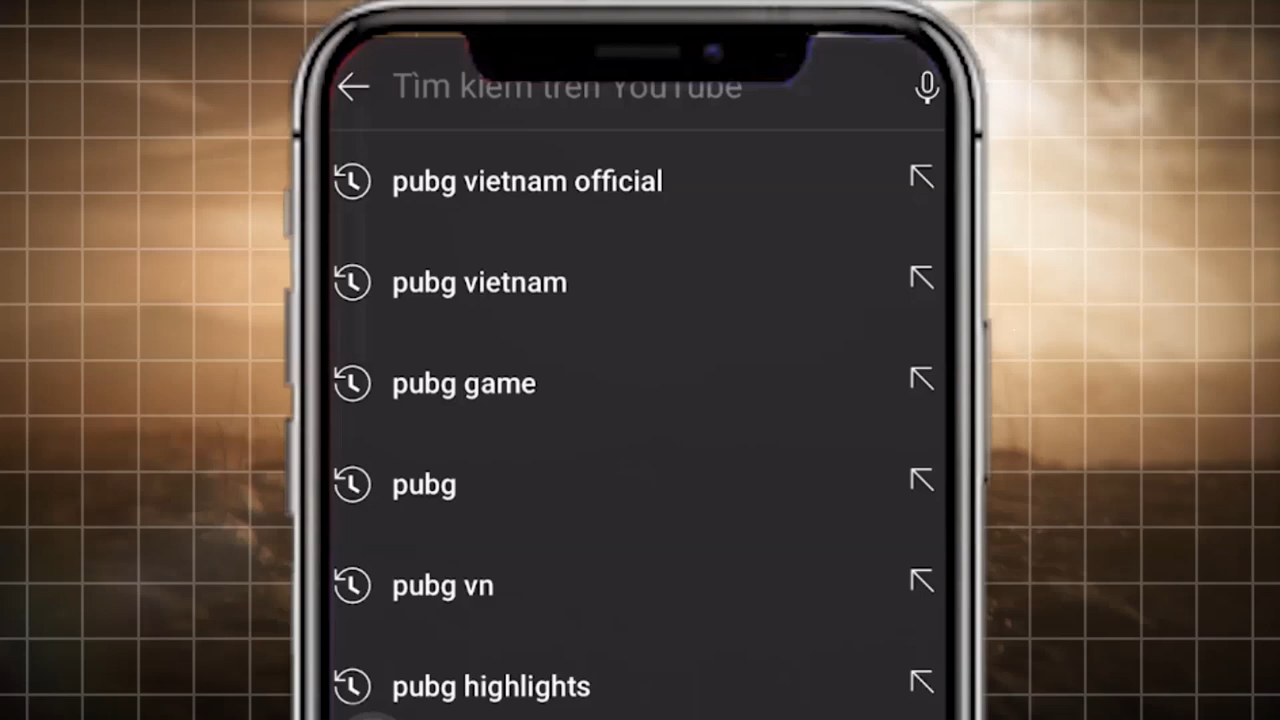 Tìm kiếm trên YouTube
pubg vietnam official
pubg vietnam
pubg game
pubg
pubg vn
pubg highlights